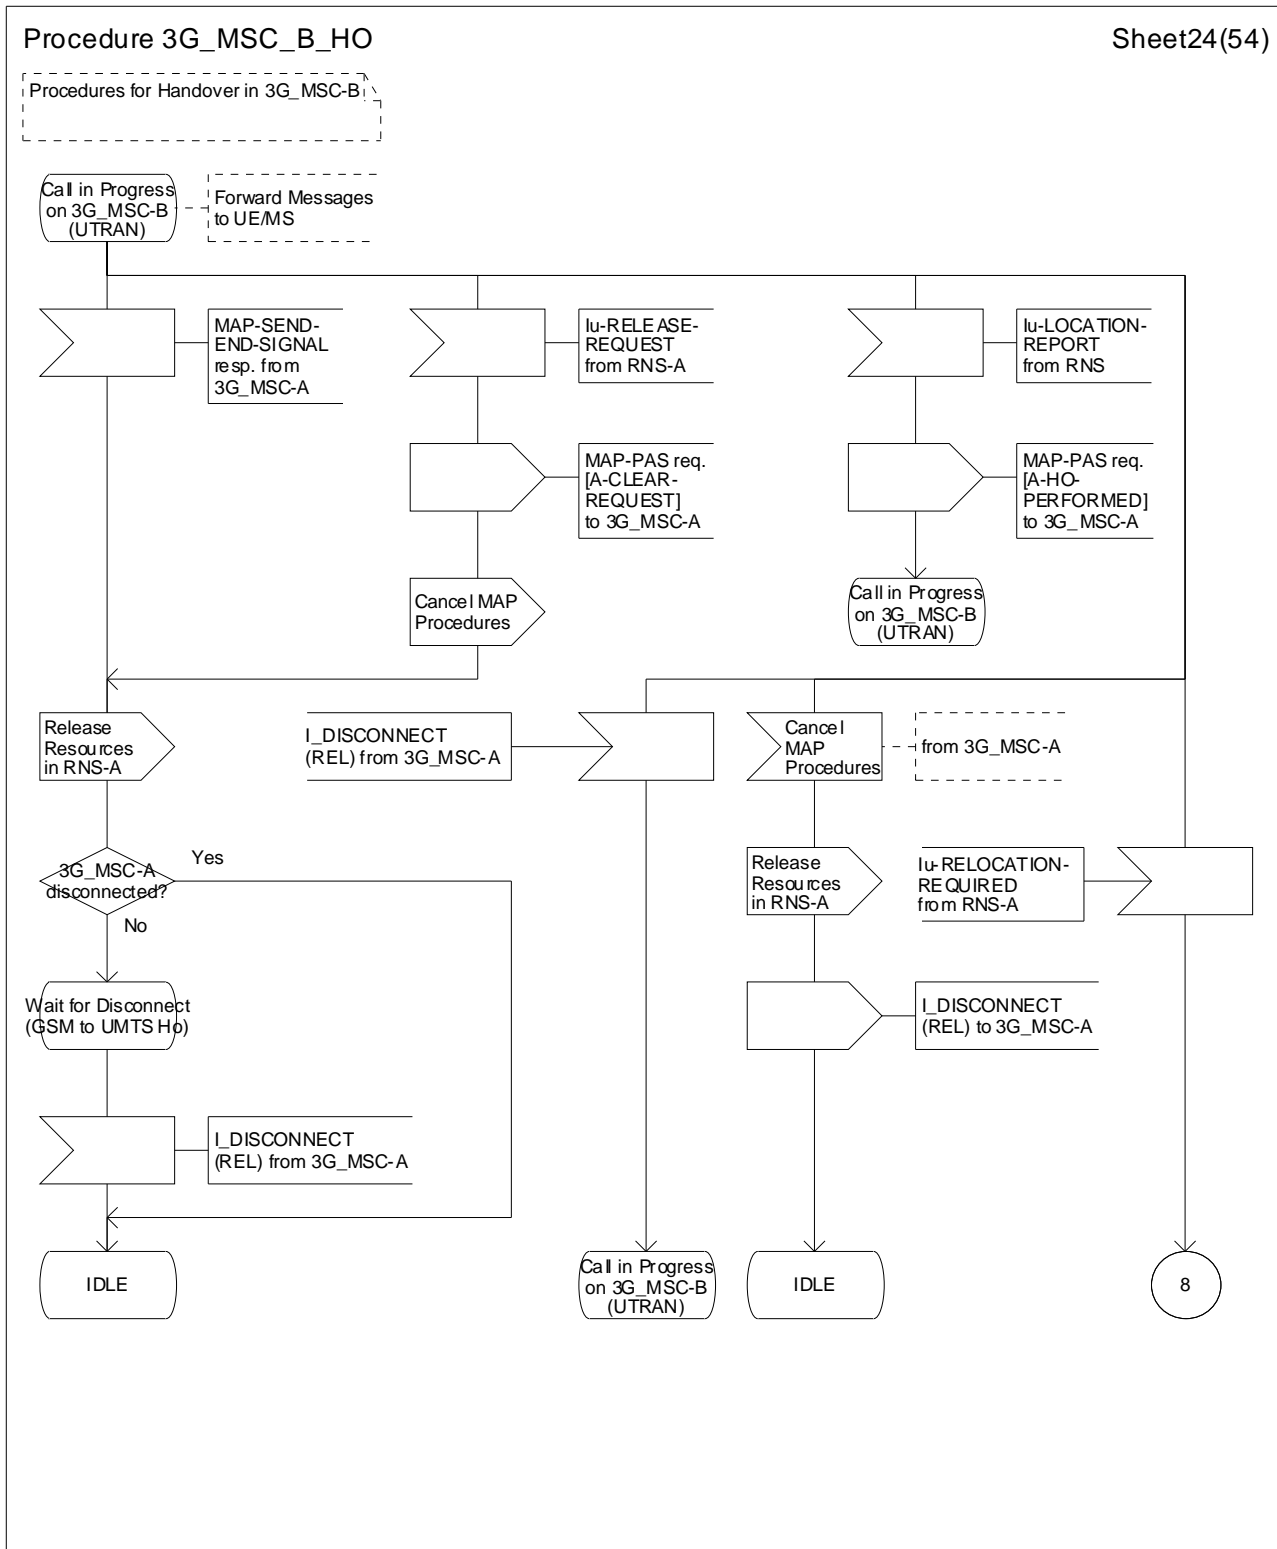 Procedure 3G_MSC_B_HO
Sheet24(54)
Procedures for Handover in 3G_MSC-B
Call in Progress
on 3G_MSC-B
(UTRAN)
Forward Messages
to UE/MS
MAP-SEND-
END-SIGNAL
resp. from
3G_MSC-A
Iu-RELEASE-
REQUEST
from RNS-A
Iu-LOCATION-
REPORT
from RNS
MAP-PAS req.
[A-CLEAR-
REQUEST]
to 3G_MSC-A
MAP-PAS req.
[A-HO-
PERFORMED]
to 3G_MSC-A
Cancel MAP
Procedures
Call in Progress
on 3G_MSC-B
(UTRAN)
Release
Resources
in RNS-A
I_DISCONNECT
(REL) from 3G_MSC-A
Cancel
MAP
Procedures
from 3G_MSC-A
3G_MSC-A
disconnected?
Yes
No
Release
Resources
in RNS-A
Iu-RELOCATION-
REQUIRED
from RNS-A
Wait for Disconnect
(GSM to UMTS Ho)
I_DISCONNECT
(REL) to 3G_MSC-A
I_DISCONNECT
(REL) from 3G_MSC-A
IDLE
Call in Progress
on 3G_MSC-B
(UTRAN)
IDLE
8